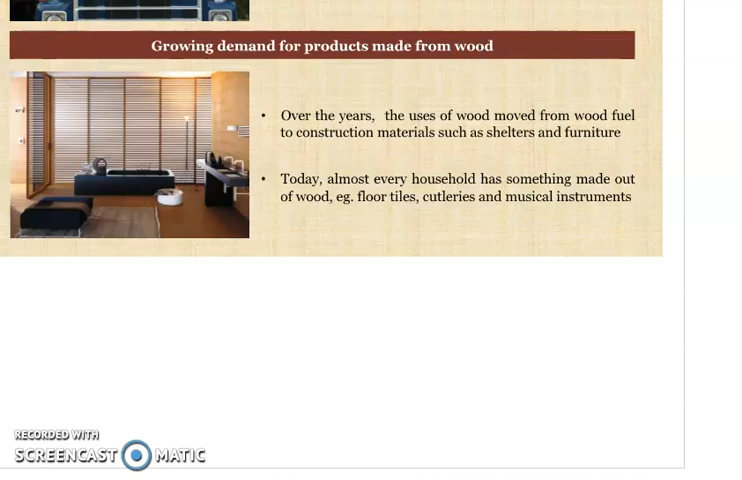 Growing demand for products made from wood
• Over the years, the uses of wood moved from wood fuel
to construction materials such as shelters and furniture
• Today, almost every household has something made out
of wood, eg. floor tiles, cutleries and musical instruments
RECORDED WITH
SCREENCAST MATIC